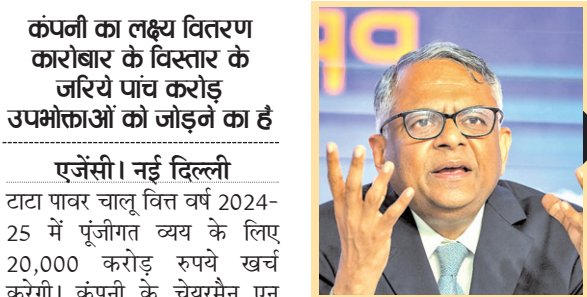 कंपनी का लक्ष्य वितरण
कारोबार के विस्तार के
जरिये पांच करोड़
उपभोक्ताओं को जोड़ने का है
एजेंसी। नई दिल्ली
टाटा पावर चालू वित्त वर्ष 2024-
25 में पूंजीगत व्यय के लिए
20,000 करोड़ रुपये खर्च
करेगी। कंपनी के चेयरमैन एन